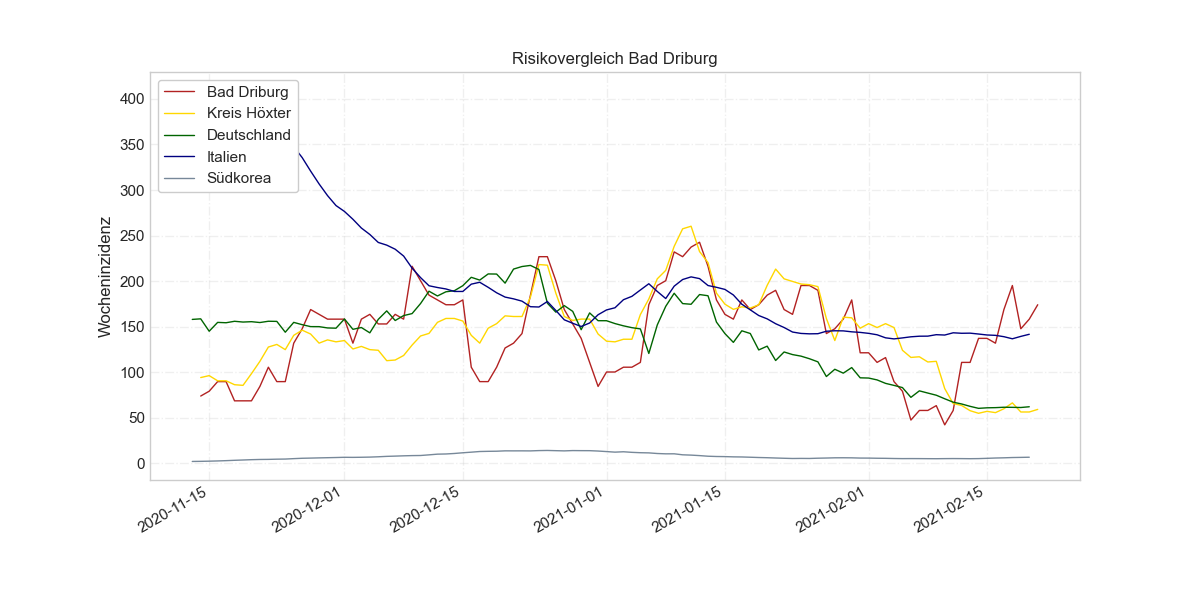 Risikovergleich Bad Driburg
Wocheninzidenz
400
350
300
250
200
150
100
50
0
Bad Driburg
Kreis Höxter
Deutschland
Italien
Südkorea
2020-11-15
2020-12-01
2020-12-15
2021-01-01
2021-01-15
2021-02-01
2021-02-15